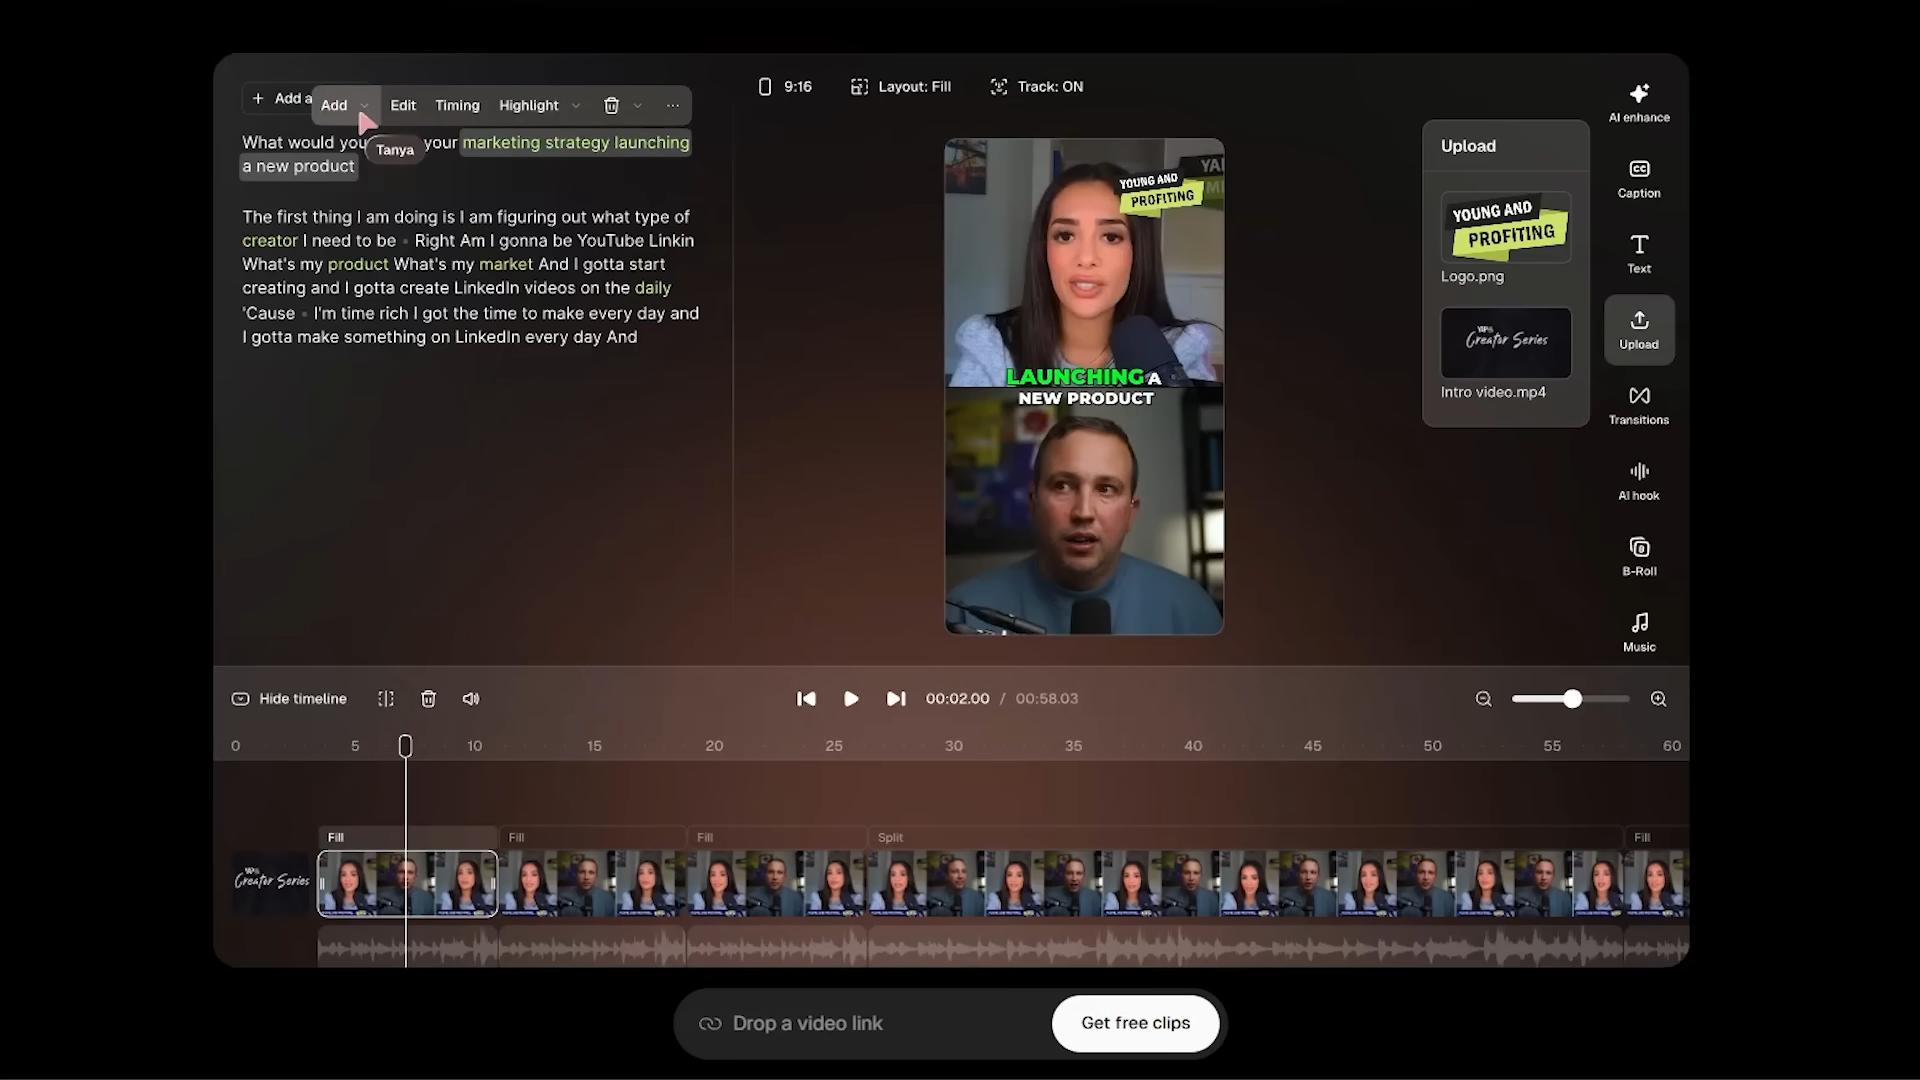 Add a
Add
Edit
Timing
Highlight
...
Tanya
What would you your marketing strategy launching
a new product
The first thing I am doing is I am figuring out what type of
creator I need to be Right Am I gonna be YouTube Linkin
What's my product What's my market And I gotta start
creating and I gotta create LinkedIn videos on the daily
'Cause I'm time rich I got the time to make every day and
I gotta make something on LinkedIn every day And
9:16
Layout: Fill
Track: ON
YOUNG AND
PROFITING
LAUNCHING A
NEW PRODUCT
Upload
YOUNG AND
PROFITING
Logo.png
Creator Series
Intro video.mp4
AI enhance
CC
Caption
Text
Upload
Transitions
AI hook
B-Roll
Music
Hide timeline
00:02.00 / 00:58.03
0 5 10 15 20 25 30 35 40 45 50 55 60
Fill
Fill
Fill
Split
Fill
Creator Series
Drop a video link
Get free clips